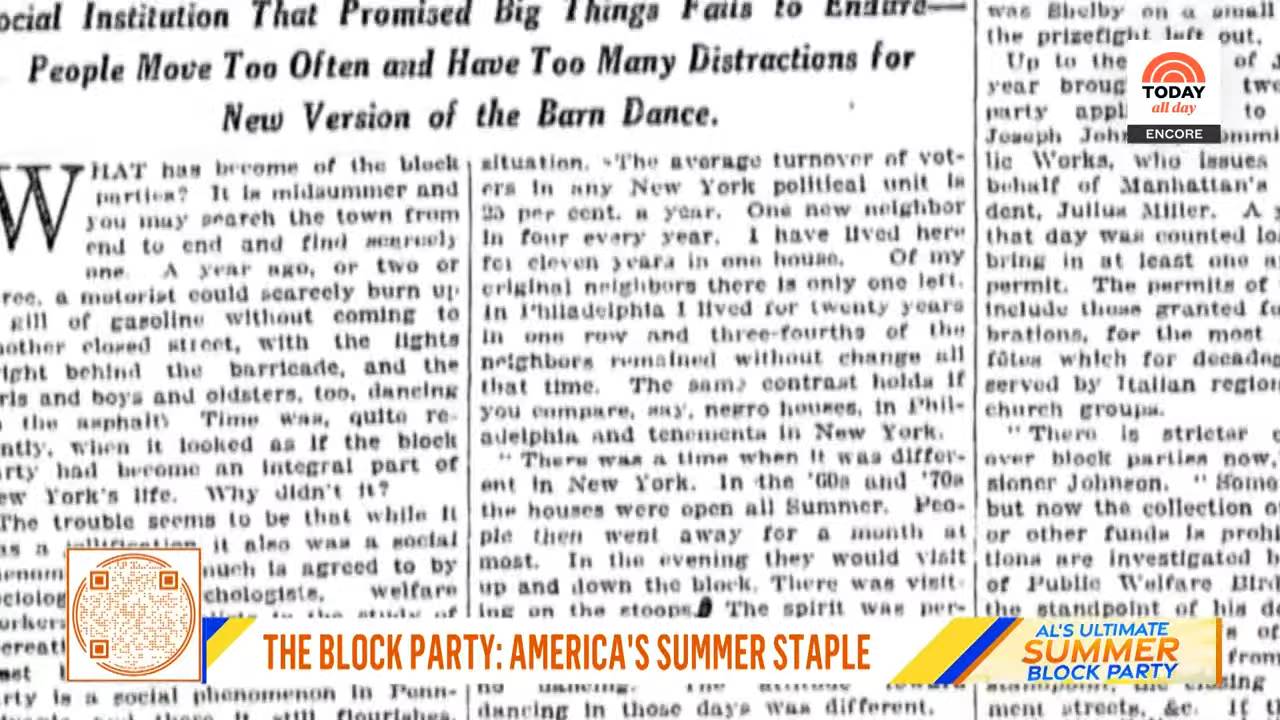 ocial Institution That Promised Big Things Fails to Endure—
People Move Too Often and Have Too Many Distractions for
New Version of the Barn Dance.
WHAT has become of the block
parties? It is midsummer and
you may search the town from
end to end and find scarcely
one. A year ago, or two or
ree, a motorist could scarcely burn up
gill of gasoline without coming to
nother closed street, with the lights
ight behind the barricade, and the
rls and boys and oldsters, too, dancing
the asphalt? Time was, quite re-
ntly, when it looked as if the block
arty had become an integral part of
ew York's life. Why didn't it?
The trouble seems to be that while it
as a it also was a social
enom much is agreed to by
ciolog chologists, welfare
orkers in the study of
ereat
rty is a social phenomenon in Penn-
there it still flourishes.
situation. The average turnover of vot-
ers in any New York political unit is
25 per cent. a year. One new neighbor
in four every year. I have lived here
for eleven years in one house. Of my
original neighbors there is only one left.
In Philadelphia I lived for twenty years
in one row and three-fourths of the
neighbors remained without change all
that time. The same contrast holds if
you compare, say, negro houses, in Phil-
adelphia and tenements in New York.
"There was a time when it was differ-
ent in New York. In the '60s and '70s
the houses were open all Summer. Peo-
ple then went away for a month at
most. In the evening they would visit
up and down the block. There was visit-
ing on the stoops. The spirit was per-
no dancing. The attitude toward
dancing in those days was different.
was Shelby on a small
the prizefight left out.
Up to the of J
year broug twe
party appl to
Joseph John ommi
lic Works, who issues
behalf of Manhattan's
dent, Julius Miller. A y
that day was counted lo
bring in at least one a
permit. The permits of
include those granted fo
brations, for the most
fêtes which for decades
served by Italian region
church groups.
"There is stricter
over block parties now,"
sioner Johnson. "Some
but now the collection o
or other funds is prohi
tions are investigated b
of Public Welfare Bird
the standpoint of his d
s of
from
standpoint, the closing
ment streets, &c. If t
TODAY
all day
ENCORE
THE BLOCK PARTY: AMERICA'S SUMMER STAPLE
AL'S ULTIMATE
SUMMER
BLOCK PARTY